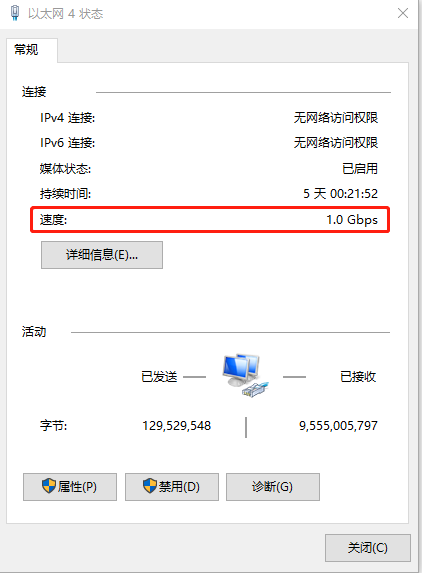 以太网 4 状态
常规
连接
IPv4 连接: 无网络访问权限
IPv6 连接: 无网络访问权限
媒体状态: 已启用
持续时间: 5 天 00:21:52
速度: 1.0 Gbps
详细信息(E)...
活动
已发送 已接收
字节: 129,529,548 9,555,005,797
属性(P) 禁用(D) 诊断(G)
关闭(C)